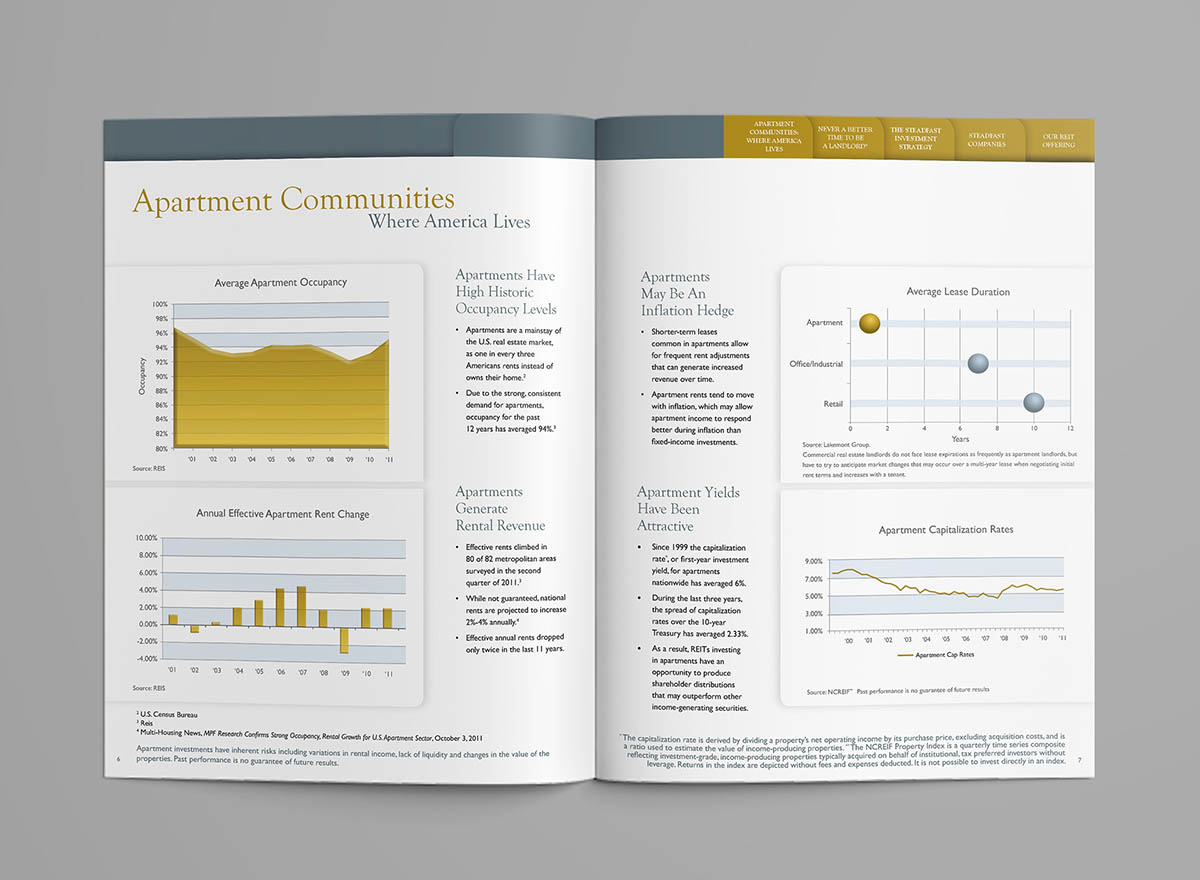 APARTMENT
COMMUNITIES:
WHERE AMERICA
LIVES
NEVER A BETTER
TIME TO BE
A LANDLORD?
THE STEADFAST
INVESTMENT
STRATEGY
STEADFAST
COMPANIES
OUR REIT
OFFERING
Apartment Communities
Where America Lives
Average Apartment Occupancy
100%
98%
96%
94%
92%
90%
88%
86%
84%
82%
80%
Occupancy
'01 '02 '03 '04 '05 '06 '07 '08 '09 '10 '11
Source: REIS
Apartments Have
High Historic
Occupancy Levels
• Apartments are a mainstay of
the U.S. real estate market,
as one in every three
Americans rents instead of
owns their home.²
• Due to the strong, consistent
demand for apartments,
occupancy for the past
12 years has averaged 94%.³
Annual Effective Apartment Rent Change
10.00%
8.00%
6.00%
4.00%
2.00%
0.00%
-2.00%
-4.00%
'01 '02 '03 '04 '05 '06 '07 '08 '09 '10 '11
Source: REIS
Apartments
Generate
Rental Revenue
• Effective rents climbed in
80 of 82 metropolitan areas
surveyed in the second
quarter of 2011.³
• While not guaranteed, national
rents are projected to increase
2%-4% annually.⁴
• Effective annual rents dropped
only twice in the last 11 years.
² U.S. Census Bureau
³ Reis
⁴ Multi-Housing News, MPF Research Confirms Strong Occupancy, Rental Growth for U.S. Apartment Sector, October 3, 2011
Apartment investments have inherent risks including variations in rental income, lack of liquidity and changes in the value of the
properties. Past performance is no guarantee of future results.
6
Apartments
May Be An
Inflation Hedge
• Shorter-term leases
common in apartments allow
for frequent rent adjustments
that can generate increased
revenue over time.
• Apartment rents tend to move
with inflation, which may allow
apartment income to respond
better during inflation than
fixed-income investments.
Average Lease Duration
Apartment
Office/Industrial
Retail
0 2 4 6 8 10 12
Years
Source: Lakemont Group.
Commercial real estate landlords do not face lease expirations as frequently as apartment landlords, but
have to try to anticipate market changes that may occur over a multi-year lease when negotiating initial
rent terms and increases with a tenant.
Apartment Yields
Have Been
Attractive
• Since 1999 the capitalization
rate*, or first-year investment
yield, for apartments
nationwide has averaged 6%.
• During the last three years,
the spread of capitalization
rates over the 10-year
Treasury has averaged 2.33%.
• As a result, REITs investing
in apartments have an
opportunity to produce
shareholder distributions
that may outperform other
income-generating securities.
Apartment Capitalization Rates
9.00%
7.00%
5.00%
3.00%
1.00%
'00 '01 '02 '03 '04 '05 '06 '07 '08 '09 '10 '11
Apartment Cap Rates
Source: NCREIF** Past performance is no guarantee of future results
*The capitalization rate is derived by dividing a property's net operating income by its purchase price, excluding acquisition costs, and is
a ratio used to estimate the value of income-producing properties. **The NCREIF Property Index is a quarterly time series composite
reflecting investment-grade, income-producing properties typically acquired on behalf of institutional, tax preferred investors without
leverage. Returns in the index are depicted without fees and expenses deducted. It is not possible to invest directly in an index.
7